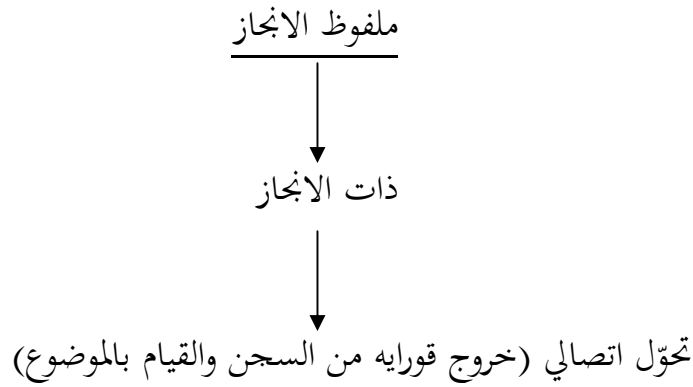 ملفوظ الانجاز
ذات الانجاز
تحوّل اتصالي (خروج قورايه من السجن والقيام بالموضوع)